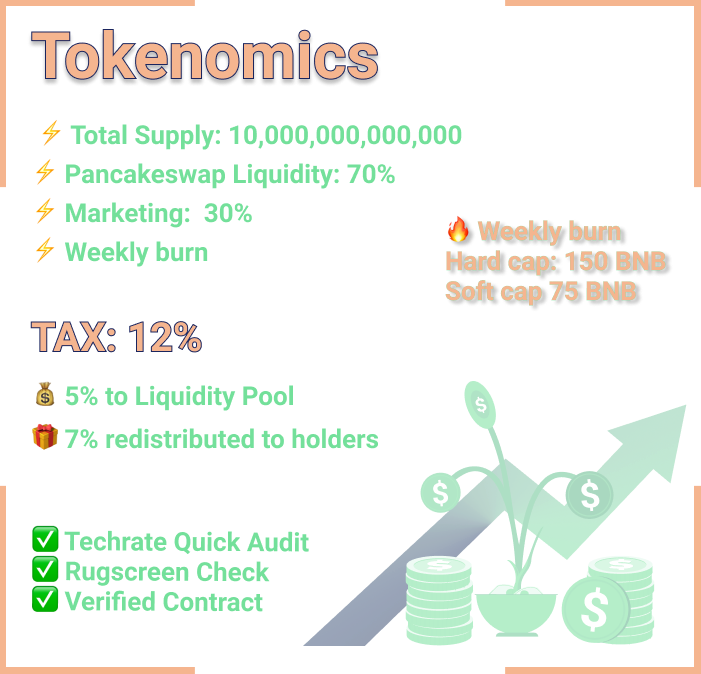 Tokenomics
⚡ Total Supply: 10,000,000,000,000
⚡ Pancakeswap Liquidity: 70%
⚡ Marketing: 30%
⚡ Weekly burn
🔥 Weekly burn
Hard cap: 150 BNB
Soft cap 75 BNB
TAX: 12%
💰 5% to Liquidity Pool
🎁 7% redistributed to holders
✅ Techrate Quick Audit
✅ Rugscreen Check
✅ Verified Contract
$
$
$
$
$
$